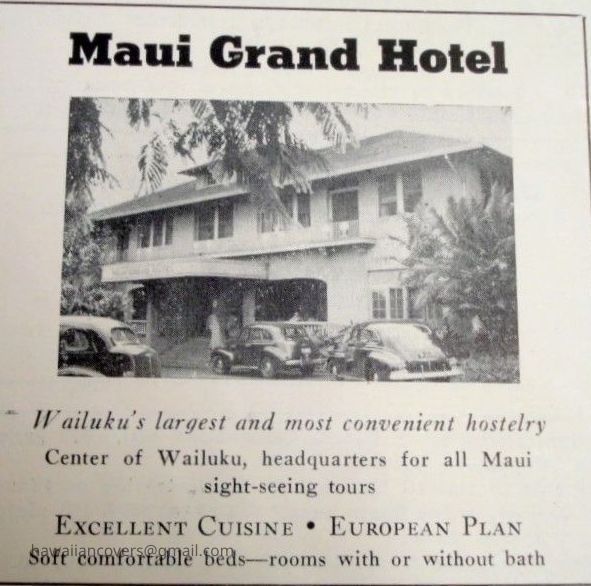 Maui Grand Hotel
Wailuku's largest and most convenient hostelry
Center of Wailuku, headquarters for all Maui
sight-seeing tours
EXCELLENT CUISINE • EUROPEAN PLAN
hawaiiancovers@gmail.com
Soft comfortable beds—rooms with or without bath